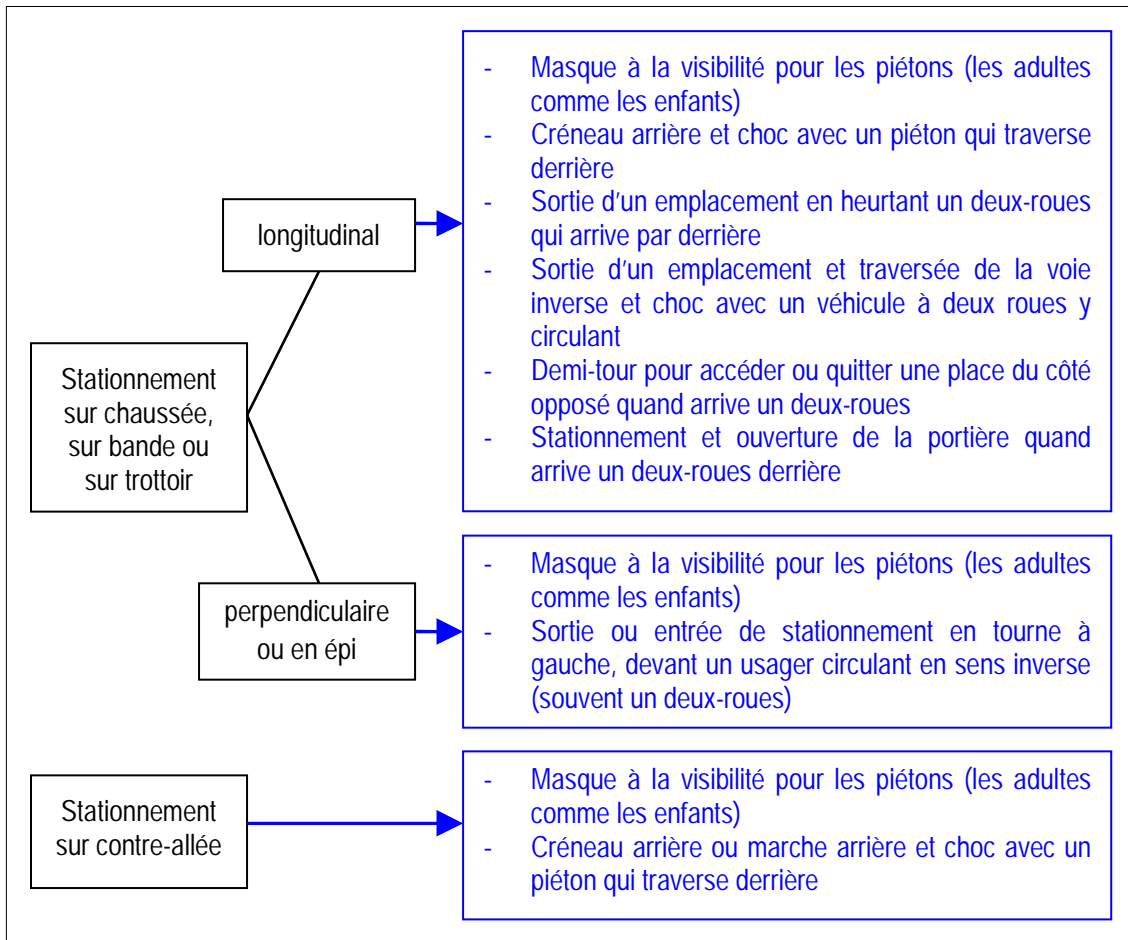 - Masque à la visibilité pour les piétons (les adultes
comme les enfants)
- Créneau arrière et choc avec un piéton qui traverse
derrière
- Sortie d'un emplacement en heurtant un deux-roues
qui arrive par derrière
- Sortie d'un emplacement et traversée de la voie
inverse et choc avec un véhicule à deux roues y
circulant
- Demi-tour pour accéder ou quitter une place du côté
opposé quand arrive un deux-roues
- Stationnement et ouverture de la portière quand
arrive un deux-roues derrière
longitudinal
Stationnement
sur chaussée,
sur bande ou
sur trottoir
perpendiculaire
ou en épi
- Masque à la visibilité pour les piétons (les adultes
comme les enfants)
- Sortie ou entrée de stationnement en tourne à
gauche, devant un usager circulant en sens inverse
(souvent un deux-roues)
Stationnement
sur contre-allée
- Masque à la visibilité pour les piétons (les adultes
comme les enfants)
- Créneau arrière ou marche arrière et choc avec un
piéton qui traverse derrière